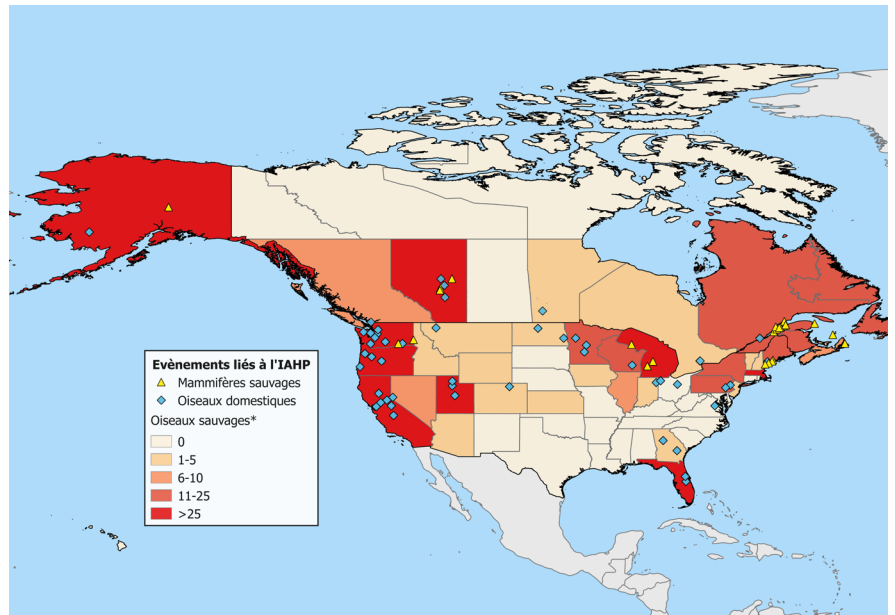 Evènements liés à l'IAHP
Mammifères sauvages
Oiseaux domestiques
Oiseaux sauvages*
0
1-5
6-10
11-25
>25